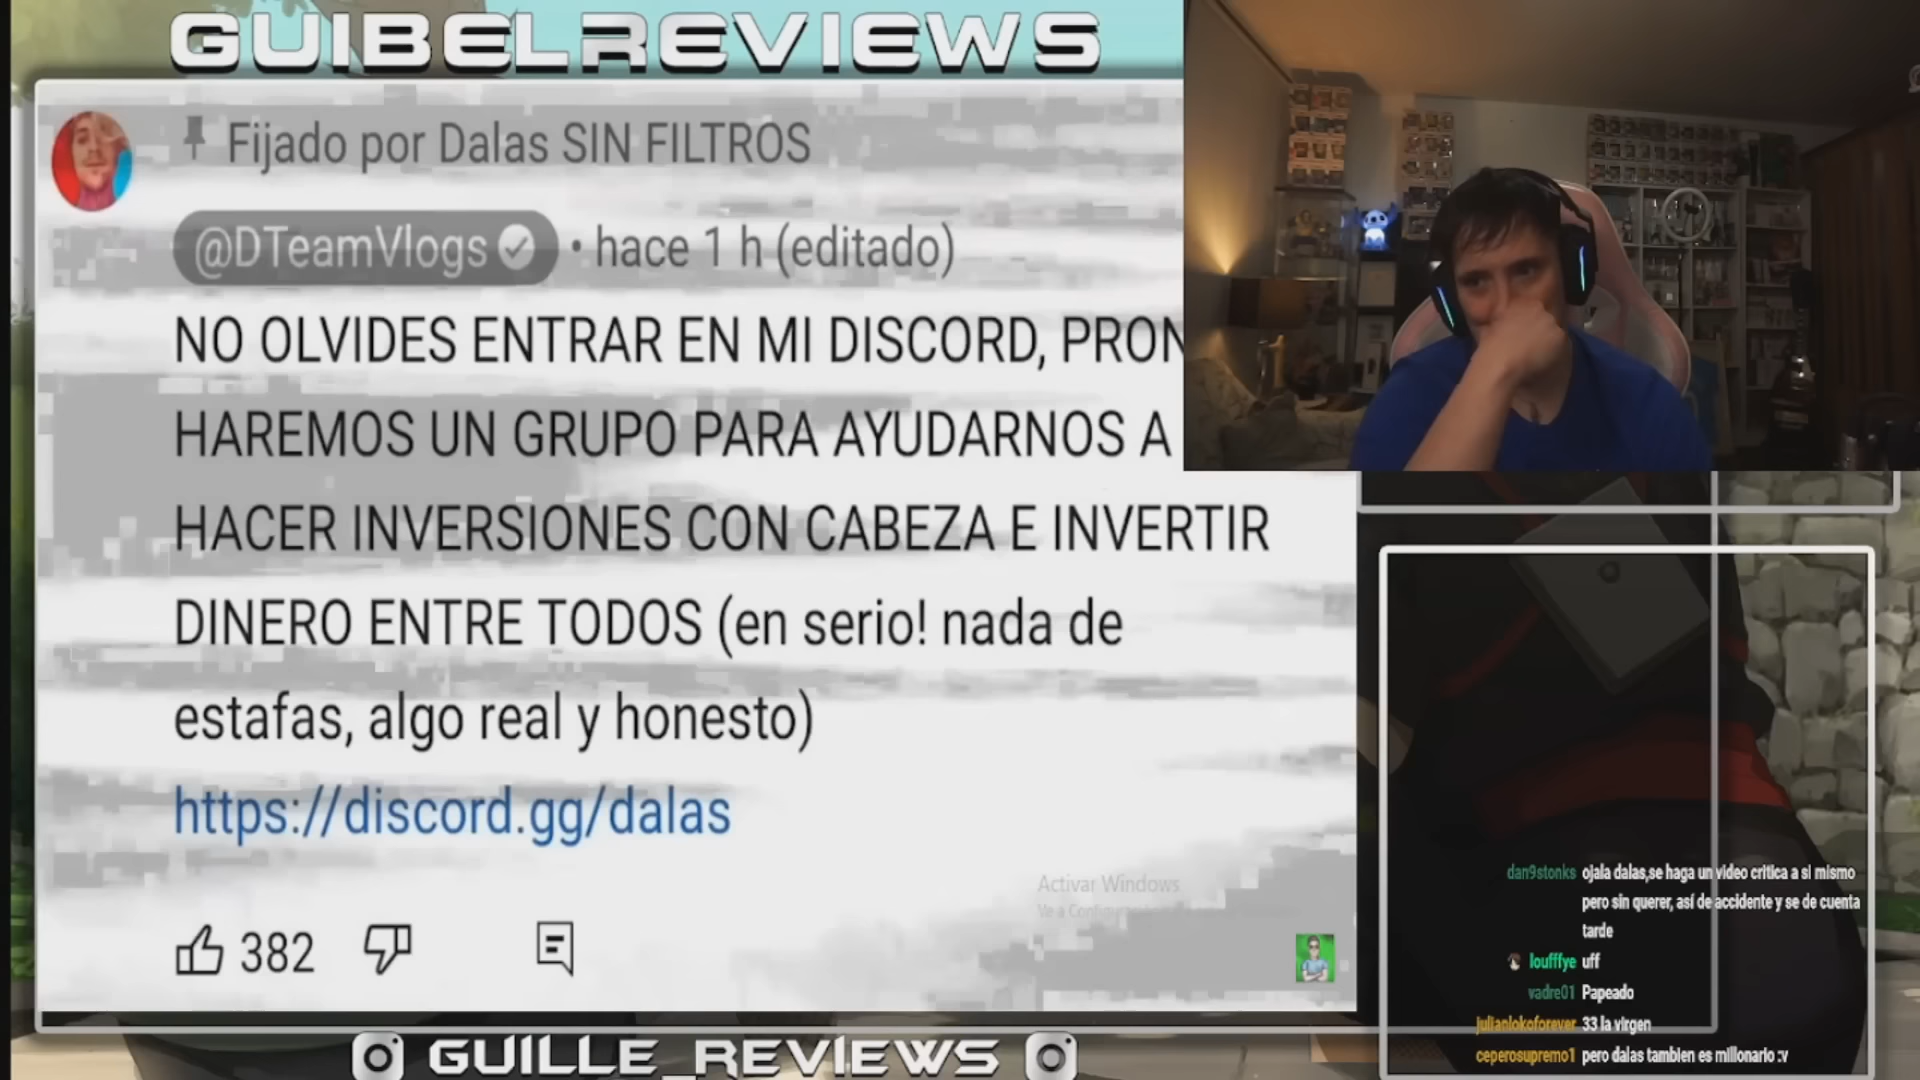 GUIBELREVIEWS
Fijado por Dalas SIN FILTROS
@DTeamVlogs • hace 1 h (editado)
NO OLVIDES ENTRAR EN MI DISCORD, PRON
HAREMOS UN GRUPO PARA AYUDARNOS A
HACER INVERSIONES CON CABEZA E INVERTIR
DINERO ENTRE TODOS (en serio! nada de
estafas, algo real y honesto)
https://discord.gg/dalas
382
Activar Windows
Ve a
GUILLE_REVIEWS
dan9stonks ojala dalas,se haga un video critica a si mismo
pero sin querer, así de accidente y se de cuenta
tarde
loufffye uff
vadre01 Papeado
julianlokoforever 33 la virgen
ceperosupremo1 pero dalas tambien es millonario :v